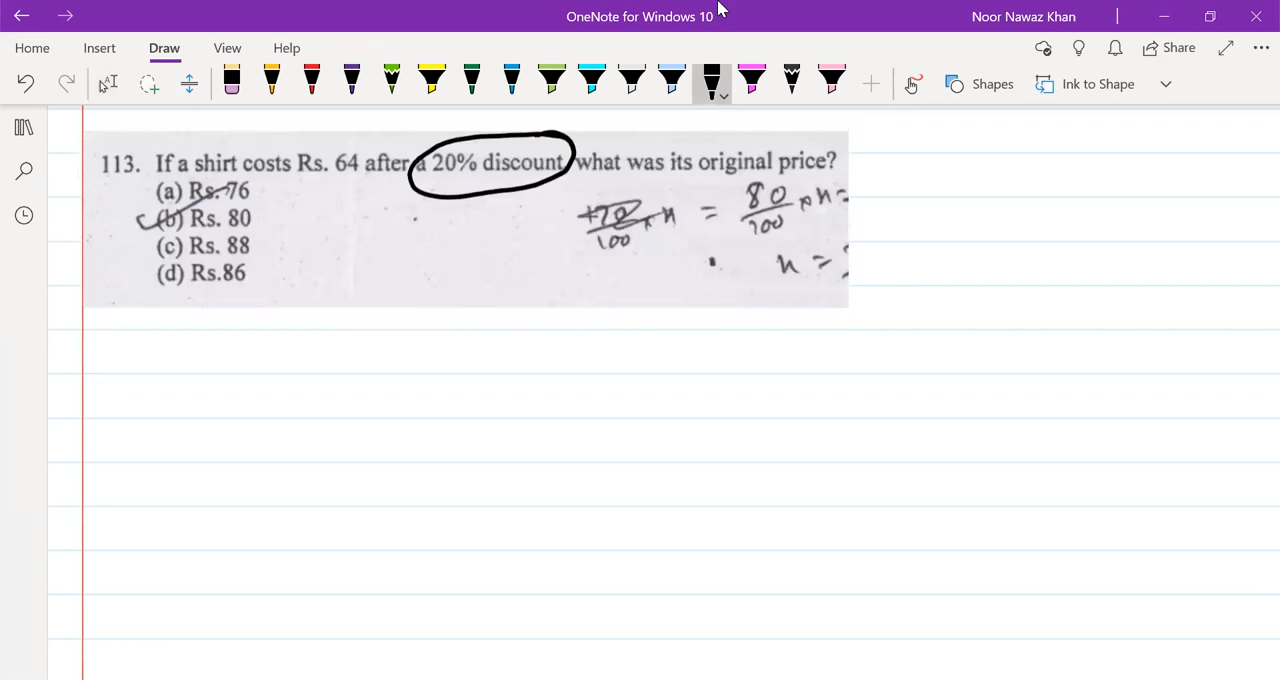 OneNote for Windows 10
Noor Nawaz Khan
Home Insert Draw View Help
Share
Shapes
Ink to Shape
113. If a shirt costs Rs. 64 after a 20% discount, what was its original price?
(a) Rs. 76
(b) Rs. 80
(c) Rs. 88
(d) Rs.86
= 80/100 × n =
n =